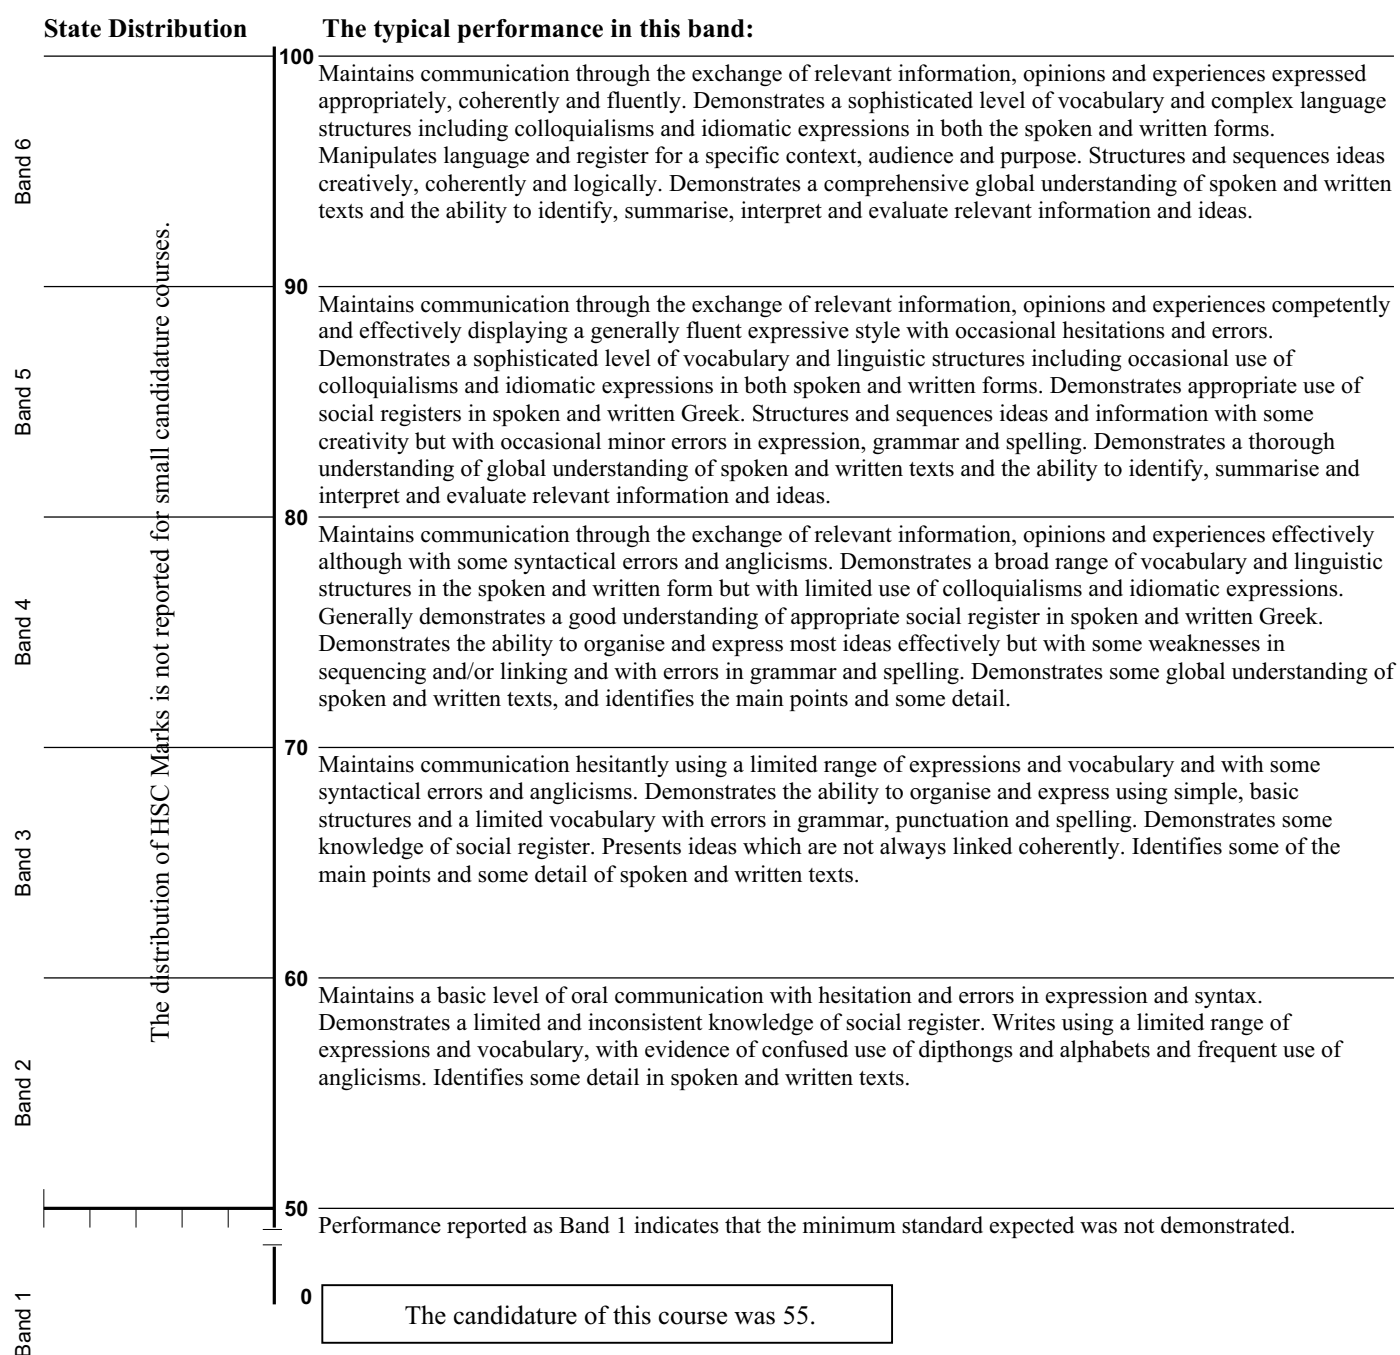 State Distribution
The typical performance in this band:
100
Maintains communication through the exchange of relevant information, opinions and experiences expressed
appropriately, coherently and fluently. Demonstrates a sophisticated level of vocabulary and complex language
structures including colloquialisms and idiomatic expressions in both the spoken and written forms.
Manipulates language and register for a specific context, audience and purpose. Structures and sequences ideas
creatively, coherently and logically. Demonstrates a comprehensive global understanding of spoken and written
texts and the ability to identify, summarise, interpret and evaluate relevant information and ideas.
Band 6
90
Maintains communication through the exchange of relevant information, opinions and experiences competently
and effectively displaying a generally fluent expressive style with occasional hesitations and errors.
Demonstrates a sophisticated level of vocabulary and linguistic structures including occasional use of
colloquialisms and idiomatic expressions in both spoken and written forms. Demonstrates appropriate use of
social registers in spoken and written Greek. Structures and sequences ideas and information with some
creativity but with occasional minor errors in expression, grammar and spelling. Demonstrates a thorough
understanding of global understanding of spoken and written texts and the ability to identify, summarise and
interpret and evaluate relevant information and ideas.
Band 5
80
Maintains communication through the exchange of relevant information, opinions and experiences effectively
although with some syntactical errors and anglicisms. Demonstrates a broad range of vocabulary and linguistic
structures in the spoken and written form but with limited use of colloquialisms and idiomatic expressions.
Generally demonstrates a good understanding of appropriate social register in spoken and written Greek.
Demonstrates the ability to organise and express most ideas effectively but with some weaknesses in
sequencing and/or linking and with errors in grammar and spelling. Demonstrates some global understanding of
spoken and written texts, and identifies the main points and some detail.
Band 4
The distribution of HSC Marks is not reported for small candidature courses.
70
Maintains communication hesitantly using a limited range of expressions and vocabulary and with some
syntactical errors and anglicisms. Demonstrates the ability to organise and express using simple, basic
structures and a limited vocabulary with errors in grammar, punctuation and spelling. Demonstrates some
knowledge of social register. Presents ideas which are not always linked coherently. Identifies some of the
main points and some detail of spoken and written texts.
Band 3
60
Maintains a basic level of oral communication with hesitation and errors in expression and syntax.
Demonstrates a limited and inconsistent knowledge of social register. Writes using a limited range of
expressions and vocabulary, with evidence of confused use of dipthongs and alphabets and frequent use of
anglicisms. Identifies some detail in spoken and written texts.
Band 2
50
Performance reported as Band 1 indicates that the minimum standard expected was not demonstrated.
0
Band 1
The candidature of this course was 55.